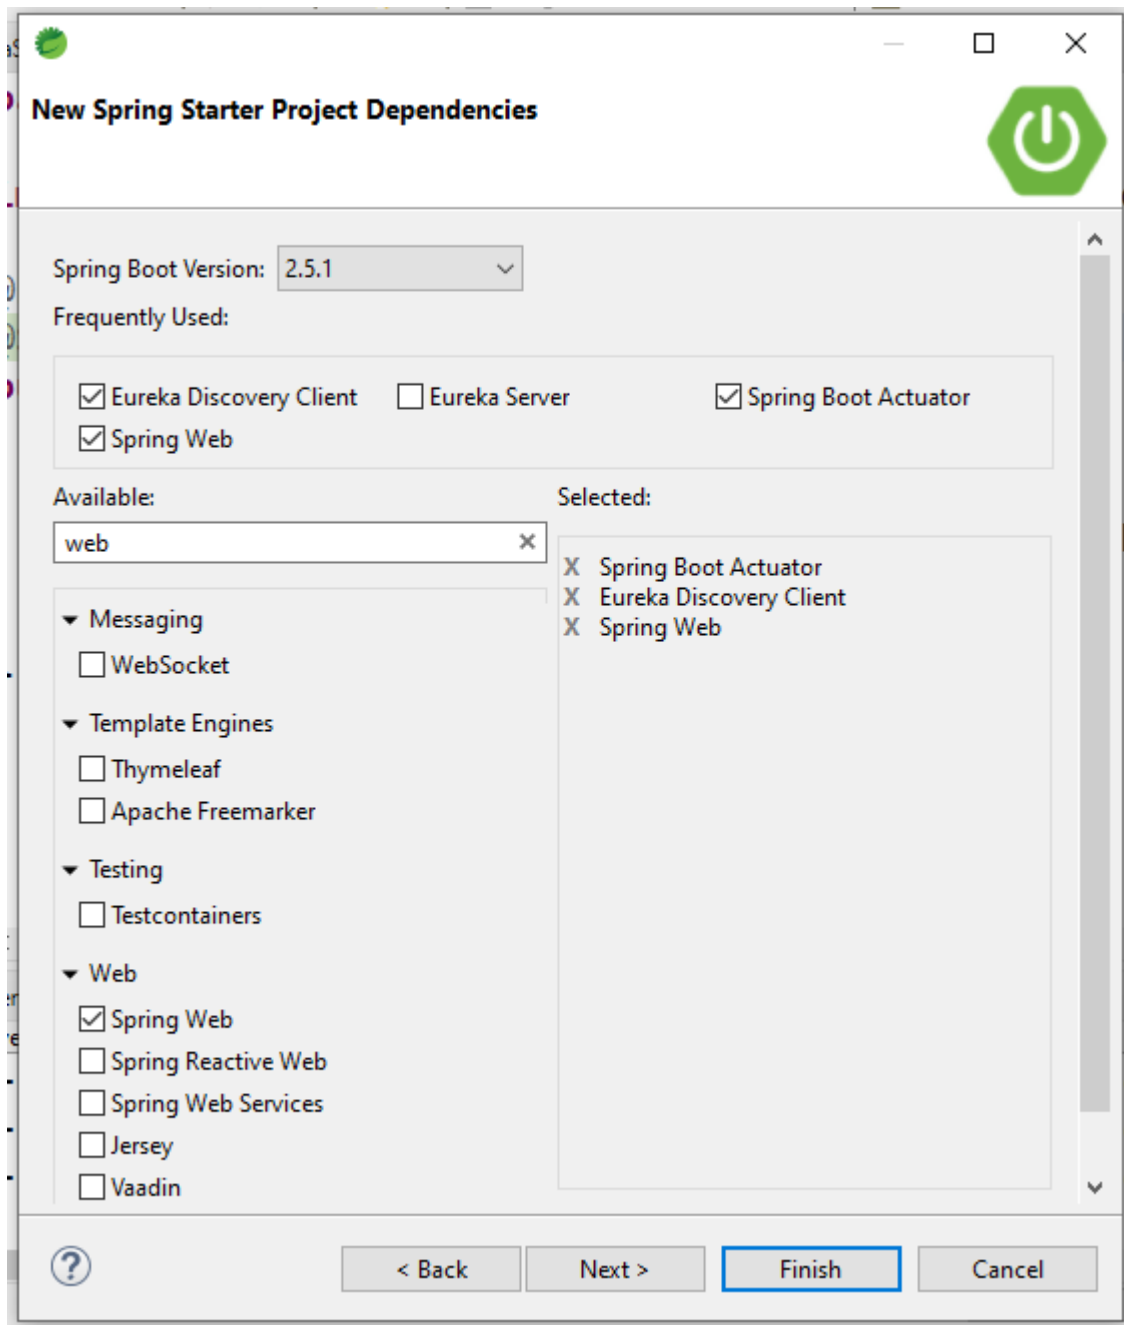 New Spring Starter Project Dependencies
Spring Boot Version: 2.5.1
Frequently Used:
Eureka Discovery Client Eureka Server Spring Boot Actuator
Spring Web
Available: Selected:
web
Spring Boot Actuator
Eureka Discovery Client
Spring Web
Messaging
WebSocket
Template Engines
Thymeleaf
Apache Freemarker
Testing
Testcontainers
Web
Spring Web
Spring Reactive Web
Spring Web Services
Jersey
Vaadin
< Back Next > Finish Cancel